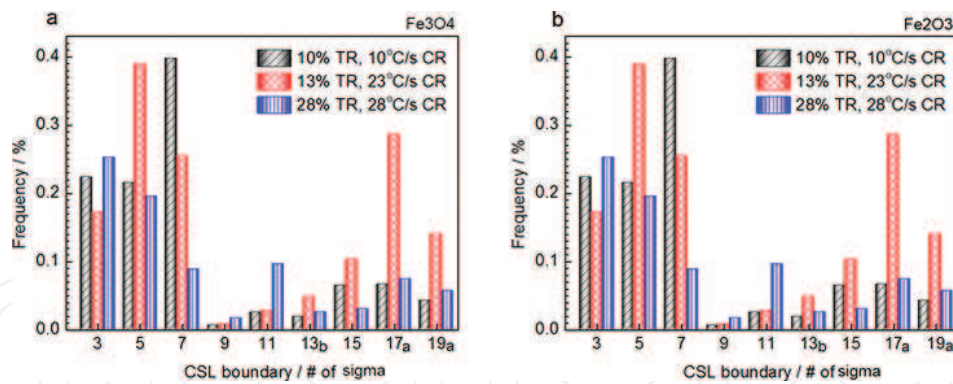 a
Fe3O4
10% TR, 10°C/s CR
13% TR, 23°C/s CR
28% TR, 28°C/s CR
0.4
0.3
0.2
0.1
0.0
Frequency / %
3 5 7 9 11 13b 15 17a 19a
CSL boundary / # of sigma
b
Fe2O3
10% TR, 10°C/s CR
13% TR, 23°C/s CR
28% TR, 28°C/s CR
0.4
0.3
0.2
0.1
0.0
Frequency / %
3 5 7 9 11 13b 15 17a 19a
CSL boundary / # of sigma